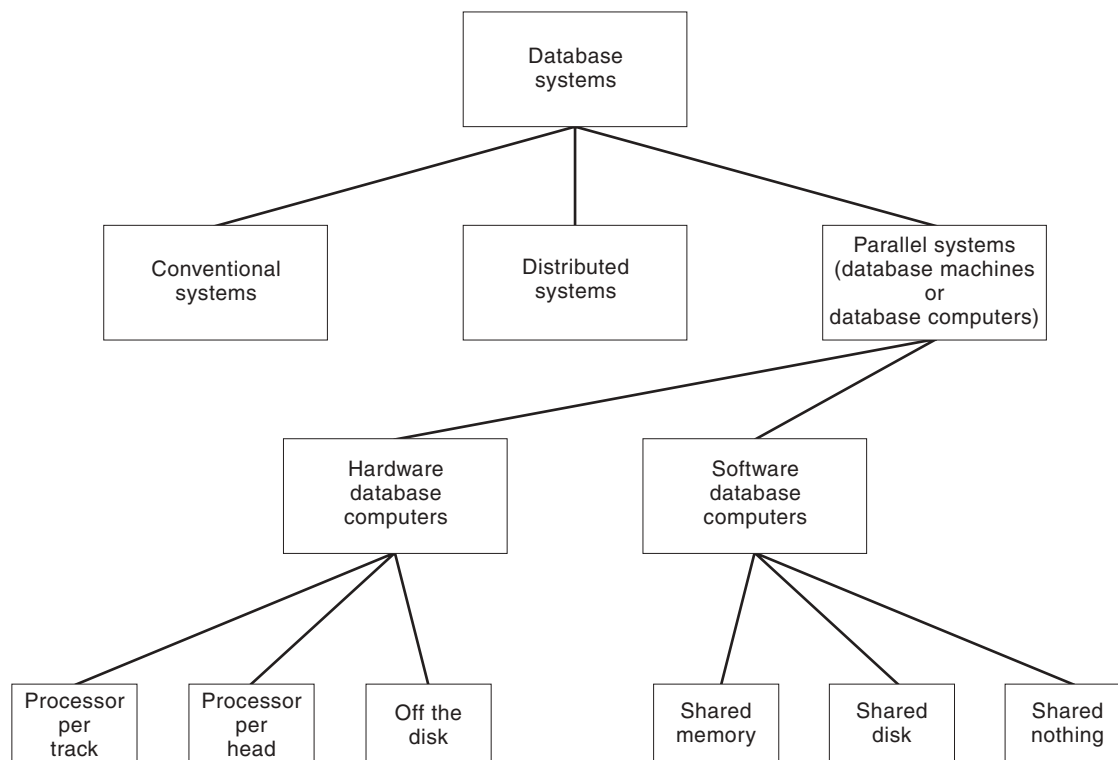 Database
systems
Conventional
systems
Distributed
systems
Parallel systems
(database machines
or
database computers)
Hardware
database
computers
Software
database
computers
Processor
per
track
Processor
per
head
Off the
disk
Shared
memory
Shared
disk
Shared
nothing